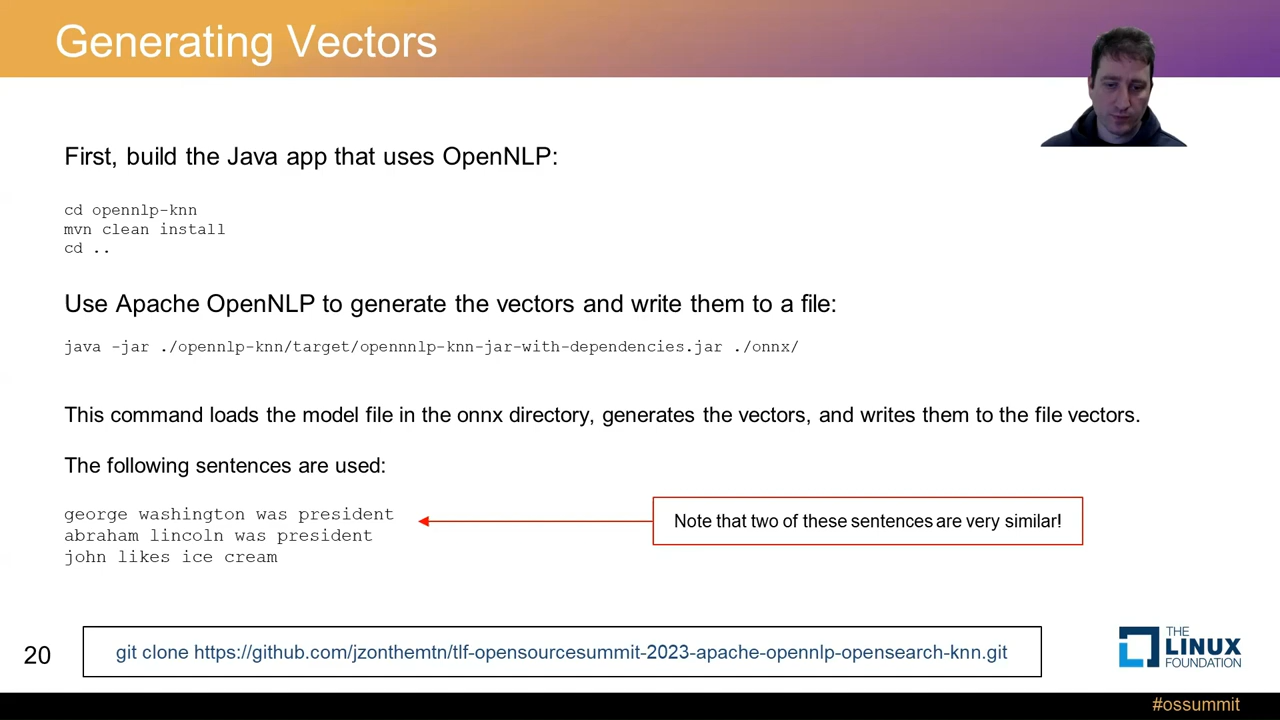 Generating Vectors
First, build the Java app that uses OpenNLP:
cd opennlp-knn
mvn clean install
cd ..
Use Apache OpenNLP to generate the vectors and write them to a file:
java -jar ./opennlp-knn/target/opennnlp-knn-jar-with-dependencies.jar ./onnx/
This command loads the model file in the onnx directory, generates the vectors, and writes them to the file vectors.
The following sentences are used:
george washington was president
abraham lincoln was president
john likes ice cream
Note that two of these sentences are very similar!
20
git clone https://github.com/jzonthemtn/tlf-opensourcesummit-2023-apache-opennlp-opensearch-knn.git
THE
LINUX
FOUNDATION
#ossummit